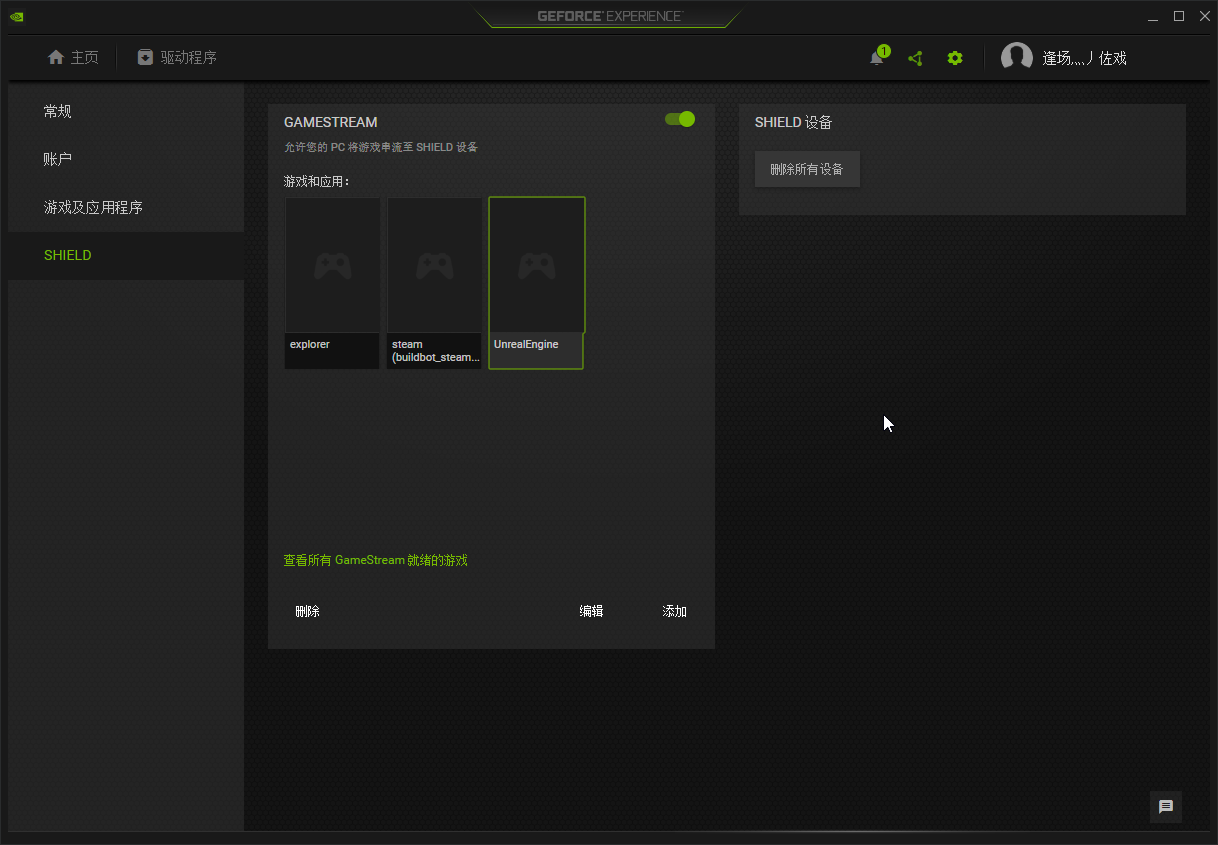 GEFORCE EXPERIENCE
主页
驱动程序
1
逢场,,,,丿佐戏
常规
账户
游戏及应用程序
SHIELD
GAMESTREAM
允许您的 PC 将游戏串流至 SHIELD 设备
游戏和应用：
explorer
steam
(buildbot_steam...
UnrealEngine
查看所有 GameStream 就绪的游戏
删除
编辑
添加
SHIELD 设备
删除所有设备